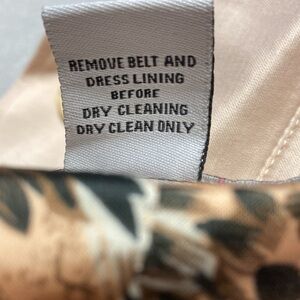 REMOVE BELT AND
DRESS LINING
BEFORE
DRY CLEANING
DRY CLEAN ONLY